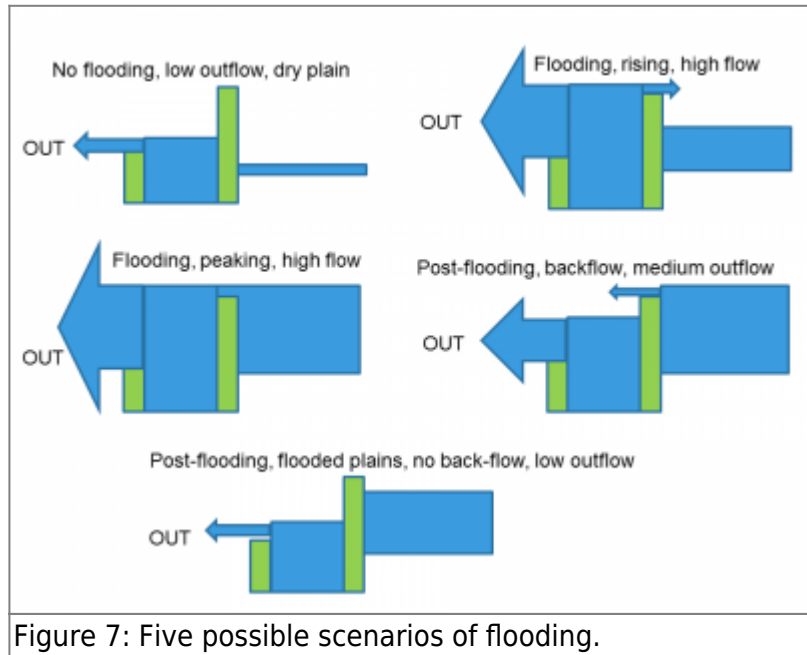 No flooding, low outflow, dry plain
OUT
Flooding, rising, high flow
OUT
Flooding, peaking, high flow
OUT
Post-flooding, backflow, medium outflow
OUT
Post-flooding, flooded plains, no back-flow, low outflow
OUT
Figure 7: Five possible scenarios of flooding.